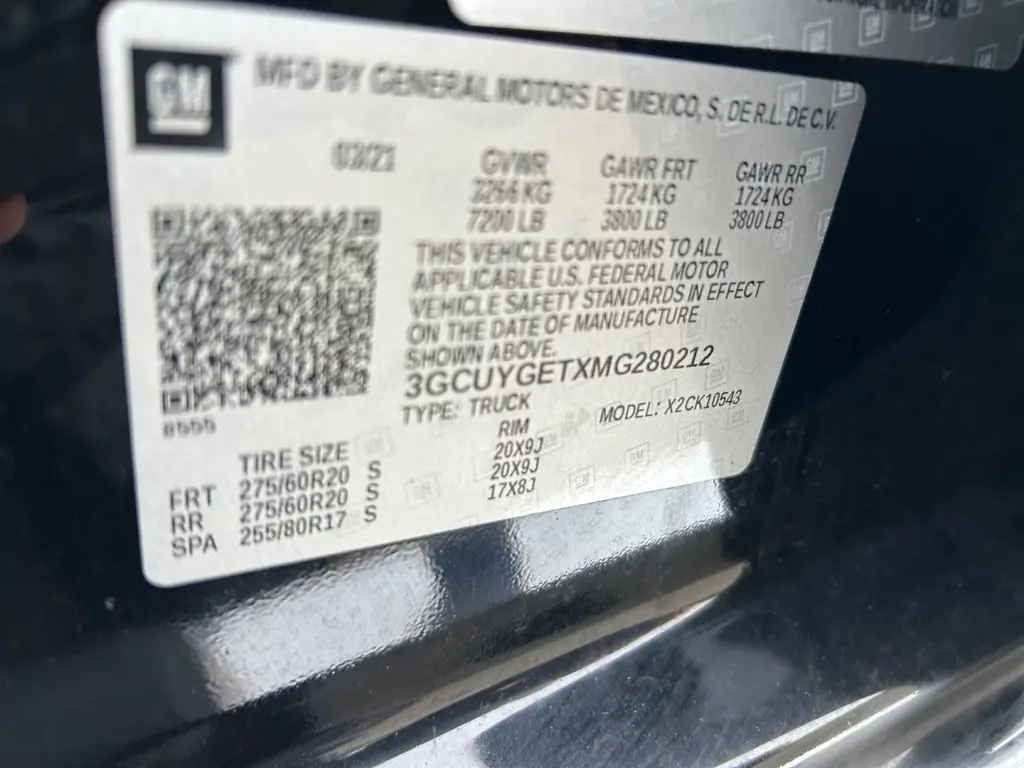 GM
MFD BY GENERAL MOTORS DE MEXICO, S. DE R.L. DE C.V.
03/21 GVWR GAWR FRT GAWR RR
3266 KG 1724 KG 1724 KG
7200 LB 3800 LB 3800 LB
THIS VEHICLE CONFORMS TO ALL
APPLICABLE U.S. FEDERAL MOTOR
VEHICLE SAFETY STANDARDS IN EFFECT
ON THE DATE OF MANUFACTURE
SHOWN ABOVE.
3GCUYGETXMG280212
TYPE: TRUCK MODEL: X2CK10543
TIRE SIZE RIM
FRT 275/60R20 S 20X9J
RR 275/60R20 S 20X9J
SPA 255/80R17 S 17X8J